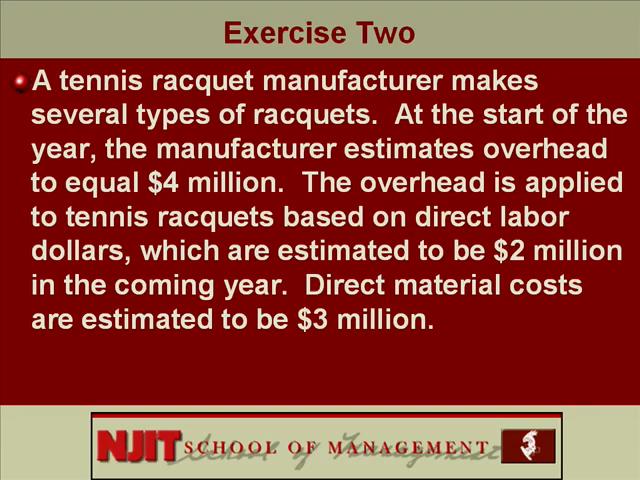 Exercise Two
A tennis racquet manufacturer makes
several types of racquets.  At the start of the
year, the manufacturer estimates overhead
to equal $4 million.  The overhead is applied
to tennis racquets based on direct labor
dollars, which are estimated to be $2 million
in the coming year.  Direct material costs
are estimated to be $3 million.
NJIT SCHOOL OF MANAGEMENT
School of Management